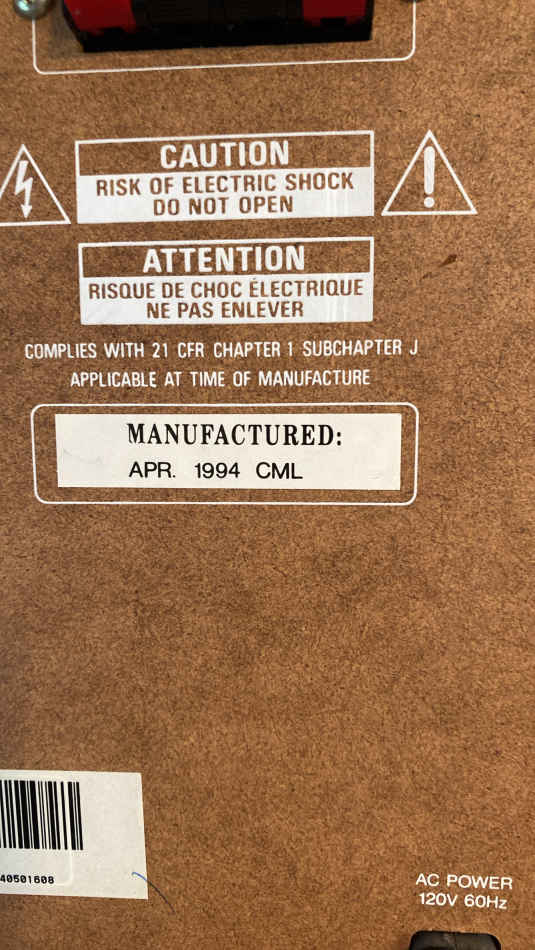 CAUTION
RISK OF ELECTRIC SHOCK
DO NOT OPEN
ATTENTION
RISQUE DE CHOC ÉLECTRIQUE
NE PAS ENLEVER
COMPLIES WITH 21 CFR CHAPTER 1 SUBCHAPTER J
APPLICABLE AT TIME OF MANUFACTURE
MANUFACTURED:
APR. 1994 CML
40501608
AC POWER
120V 60Hz